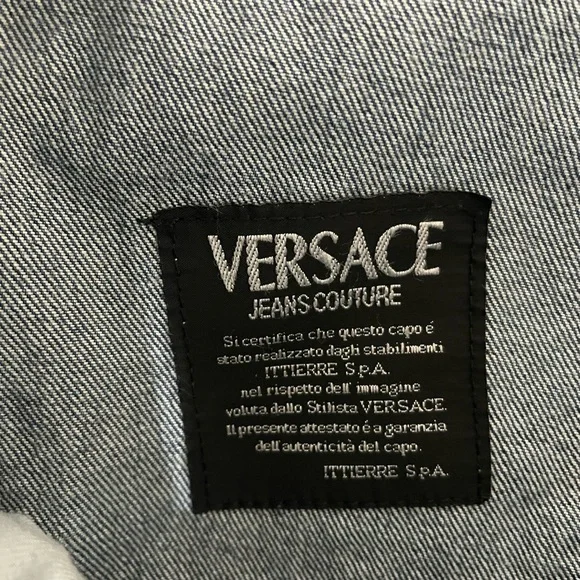 VERSACE
JEANS COUTURE
Si certifica che questo capo é
stato realizzato dagli stabilimenti
ITTIERRE S.p.A.
nel rispetto dell' immagine
voluta dallo Stilista VERSACE.
Il presente attestato é a garanzia
dell'autenticità del capo.
ITTIERRE S.p.A.